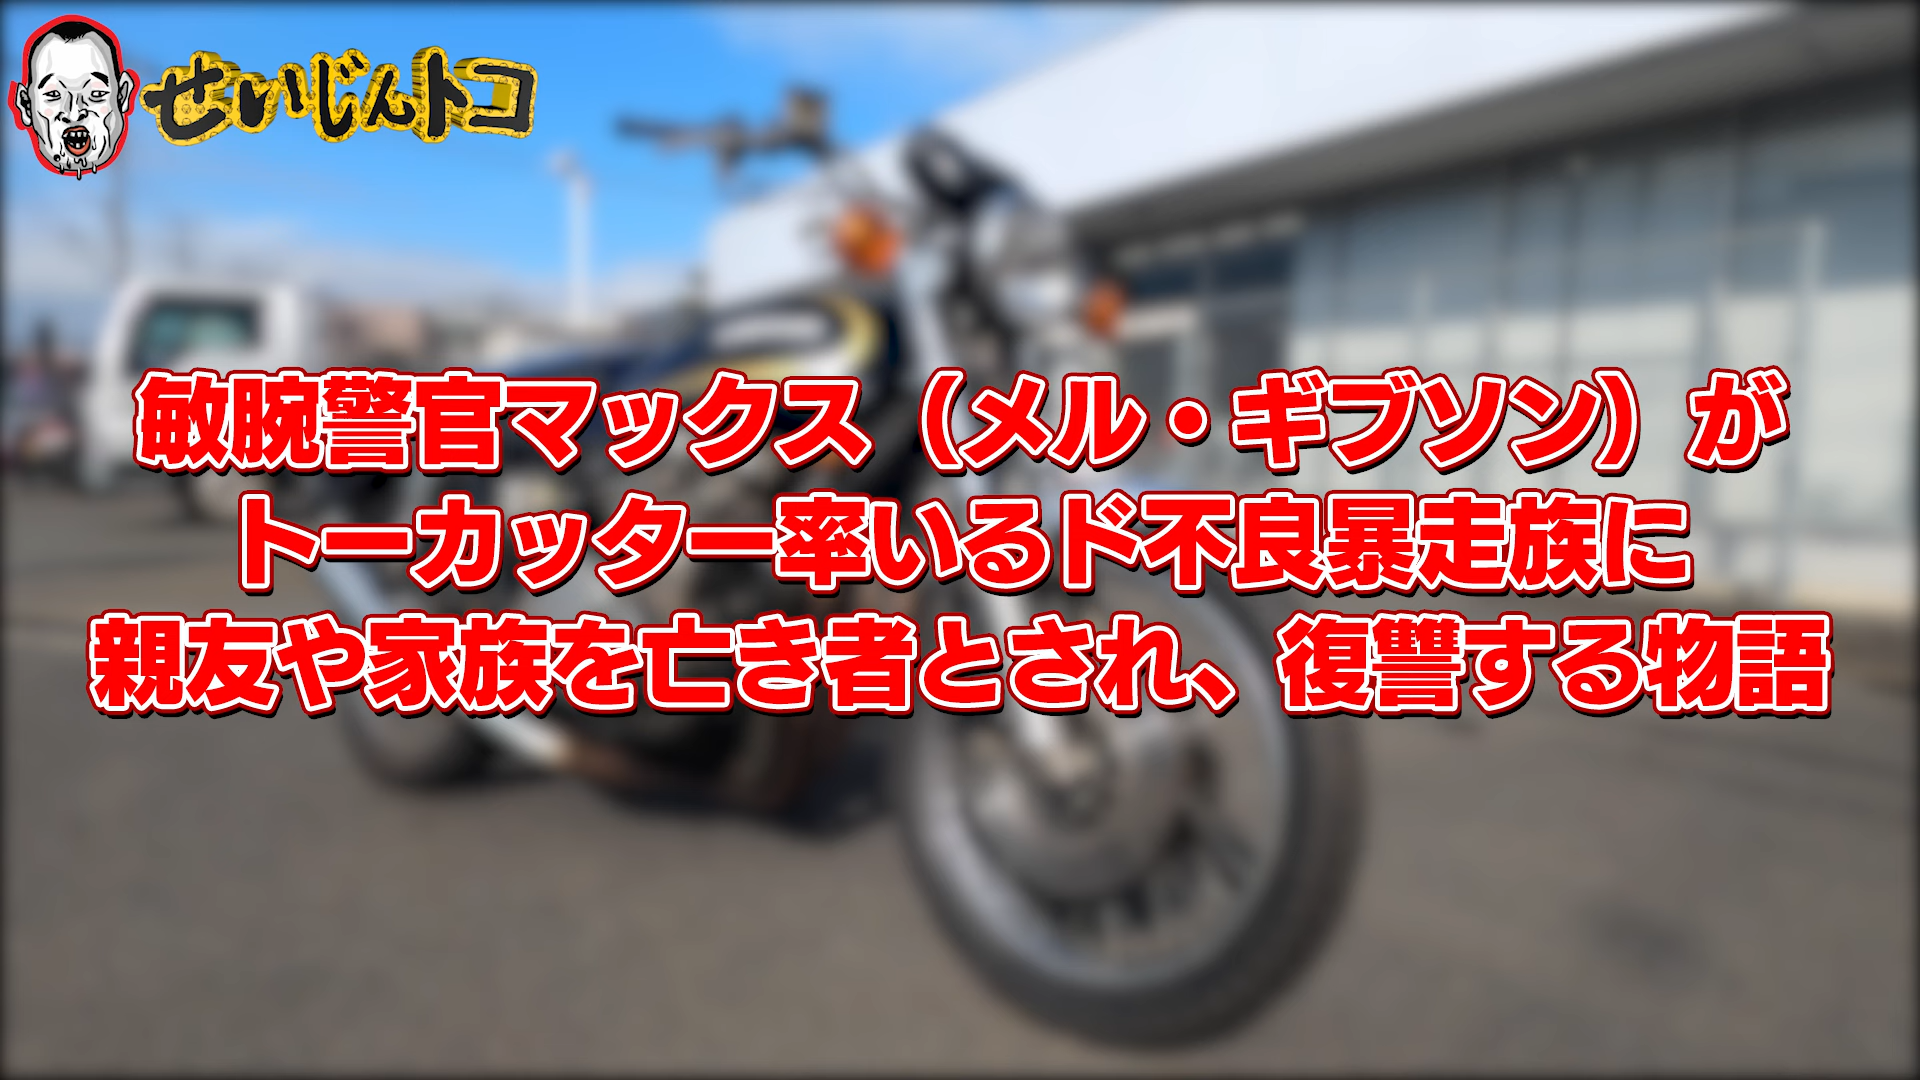 せいじんトコ
敏腕警官マックス（メル・ギブソン）が
トーカッター率いるド不良暴走族に
親友や家族を亡き者とされ、復讐する物語